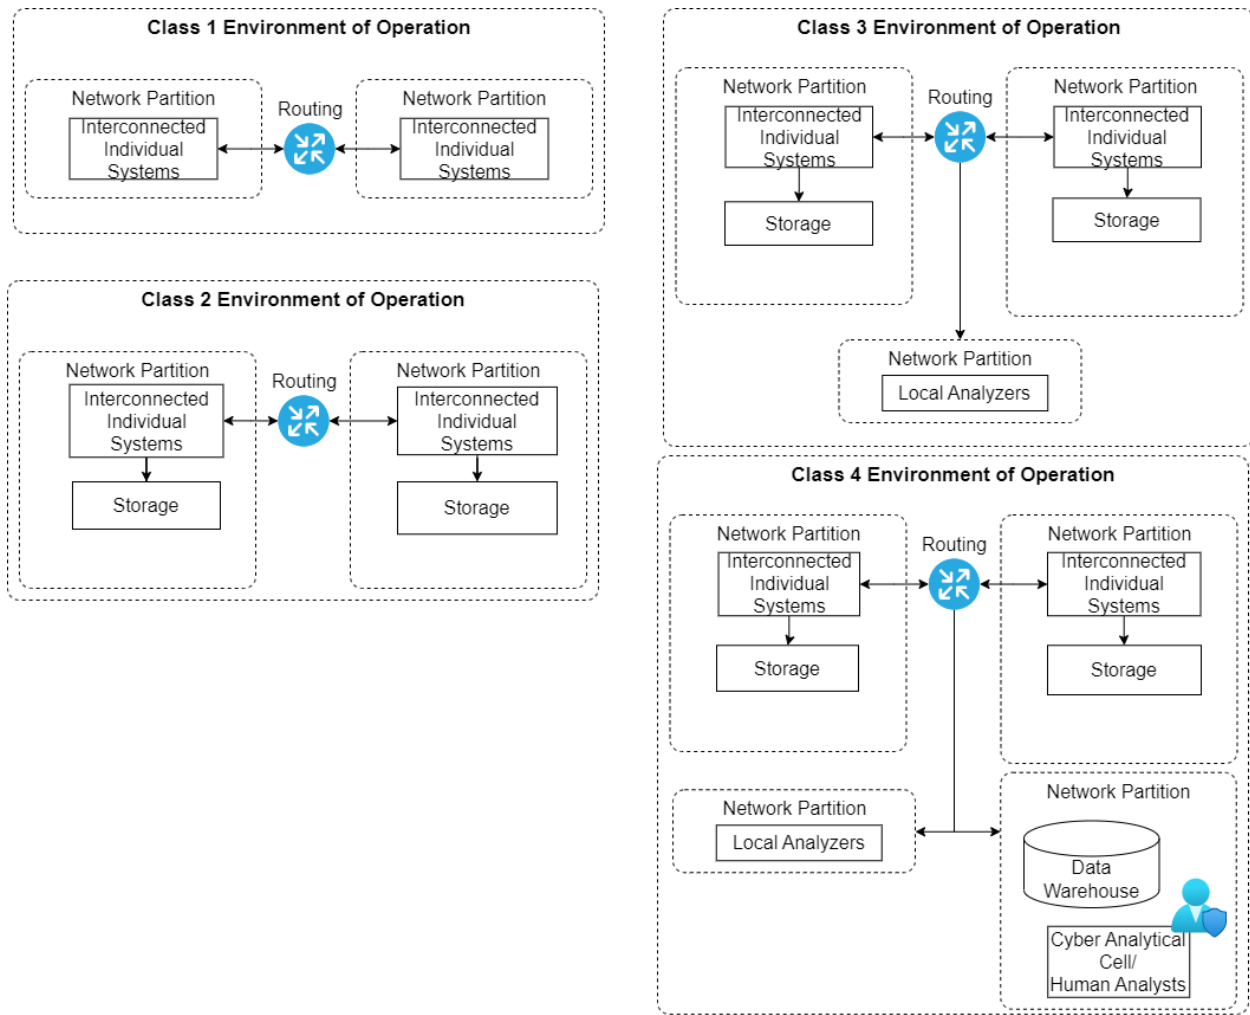 Class 1 Environment of Operation
Network Partition
Interconnected
Individual
Systems
Routing
Network Partition
Interconnected
Individual
Systems
Class 2 Environment of Operation
Network Partition
Interconnected
Individual
Systems
Storage
Routing
Network Partition
Interconnected
Individual
Systems
Storage
Class 3 Environment of Operation
Network Partition
Interconnected
Individual
Systems
Storage
Routing
Network Partition
Interconnected
Individual
Systems
Storage
Network Partition
Local Analyzers
Class 4 Environment of Operation
Network Partition
Interconnected
Individual
Systems
Storage
Routing
Network Partition
Interconnected
Individual
Systems
Storage
Network Partition
Local Analyzers
Network Partition
Data
Warehouse
Cyber Analytical
Cell/
Human Analysts